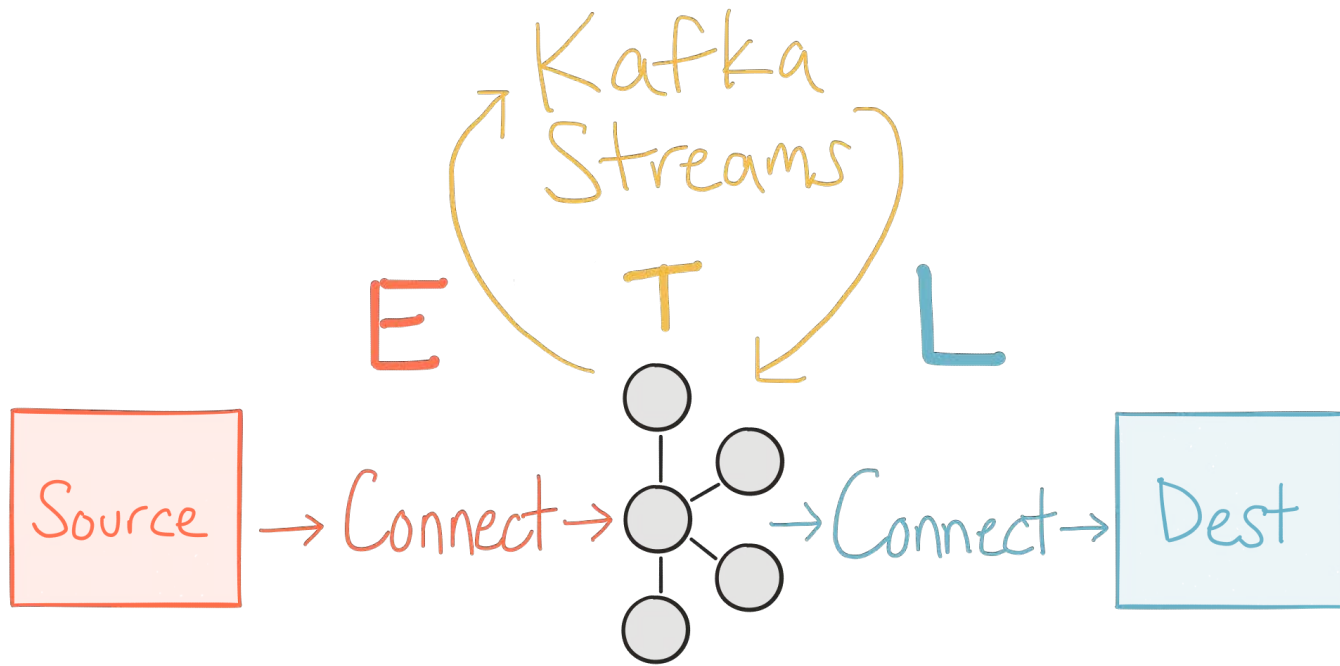 Kafka
Streams
E T L
Source → Connect → → Connect → Dest